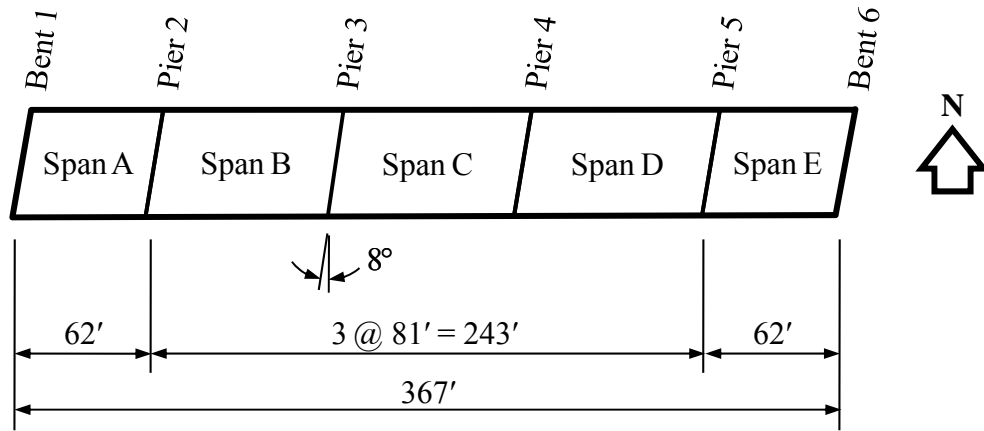 Bent 1
Pier 2
Pier 3
Pier 4
Pier 5
Bent 6
N
Span A
Span B
Span C
Span D
Span E
8°
62′
3 @ 81′ = 243′
62′
367′